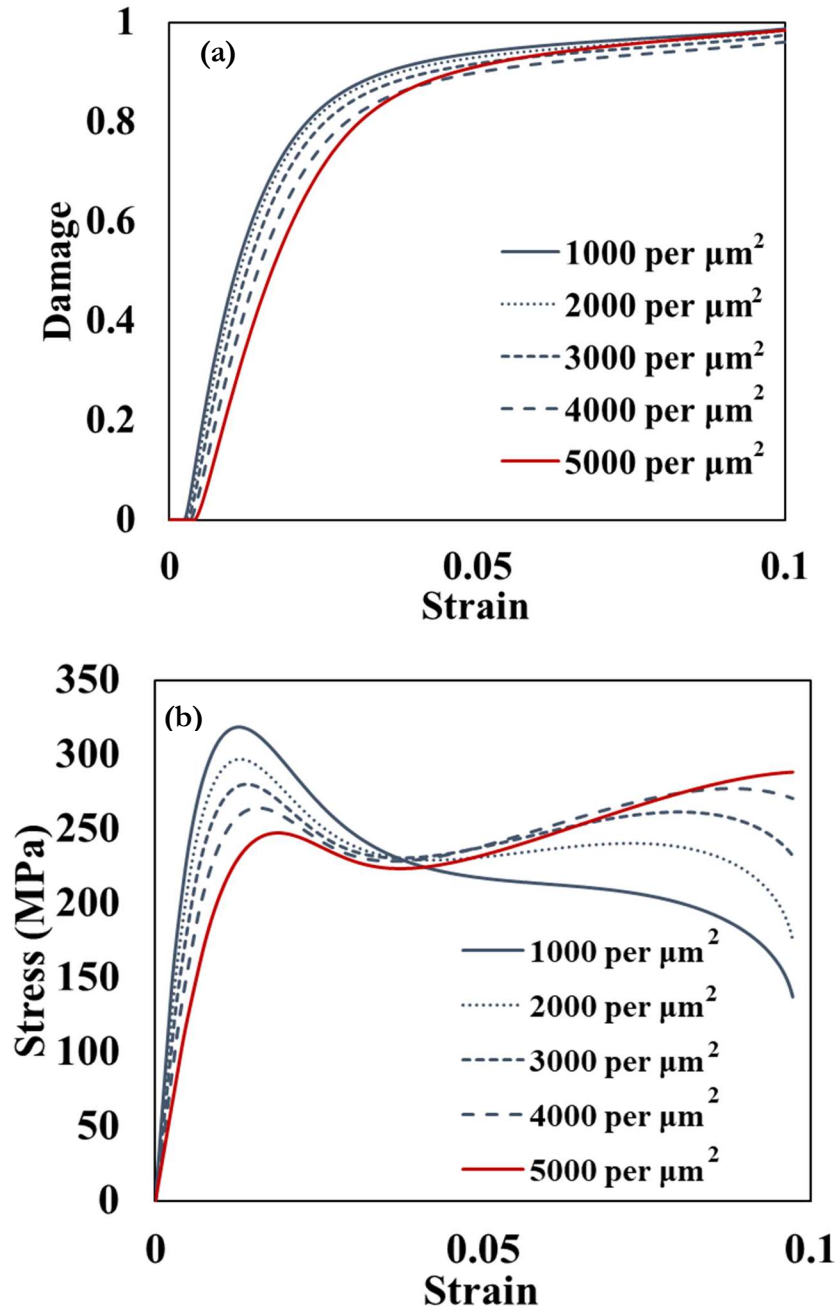 (a)
1
0.8
0.6
0.4
0.2
0
Damage
1000 per µm²
2000 per µm²
3000 per µm²
4000 per µm²
5000 per µm²
0
0.05
0.1
Strain
(b)
350
300
250
200
150
100
50
0
Stress (MPa)
1000 per µm²
2000 per µm²
3000 per µm²
4000 per µm²
5000 per µm²
0
0.05
0.1
Strain